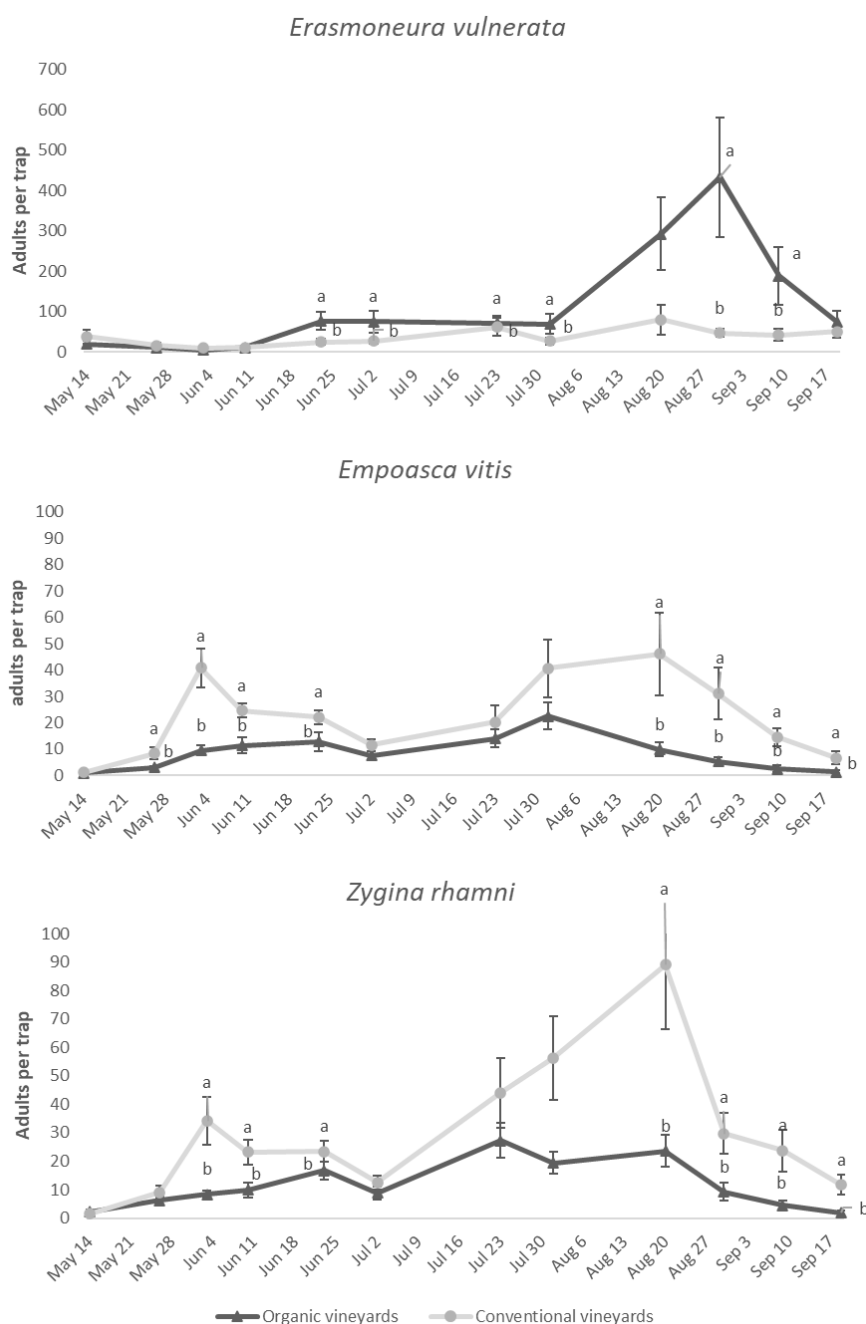 Erasmoneura vulnerata
700
600
500
400
300
200
100
0
Adults per trap
a
a
a
a
a
a
b
b
b
b
b
b
May 14
May 21
May 28
Jun 4
Jun 11
Jun 18
Jun 25
Jul 2
Jul 9
Jul 16
Jul 23
Jul 30
Aug 6
Aug 13
Aug 20
Aug 27
Sep 3
Sep 10
Sep 17
Empoasca vitis
100
90
80
70
60
50
40
30
20
10
0
adults per trap
a
a
a
a
a
a
a
a
b
b
b
b
b
b
b
b
May 14
May 21
May 28
Jun 4
Jun 11
Jun 18
Jun 25
Jul 2
Jul 9
Jul 16
Jul 23
Jul 30
Aug 6
Aug 13
Aug 20
Aug 27
Sep 3
Sep 10
Sep 17
Zygina rhamni
100
90
80
70
60
50
40
30
20
10
0
Adults per trap
a
a
a
a
a
a
a
b
b
b
b
b
b
b
May 14
May 21
May 28
Jun 4
Jun 11
Jun 18
Jun 25
Jul 2
Jul 9
Jul 16
Jul 23
Jul 30
Aug 6
Aug 13
Aug 20
Aug 27
Sep 3
Sep 10
Sep 17
Organic vineyards
Conventional vineyards